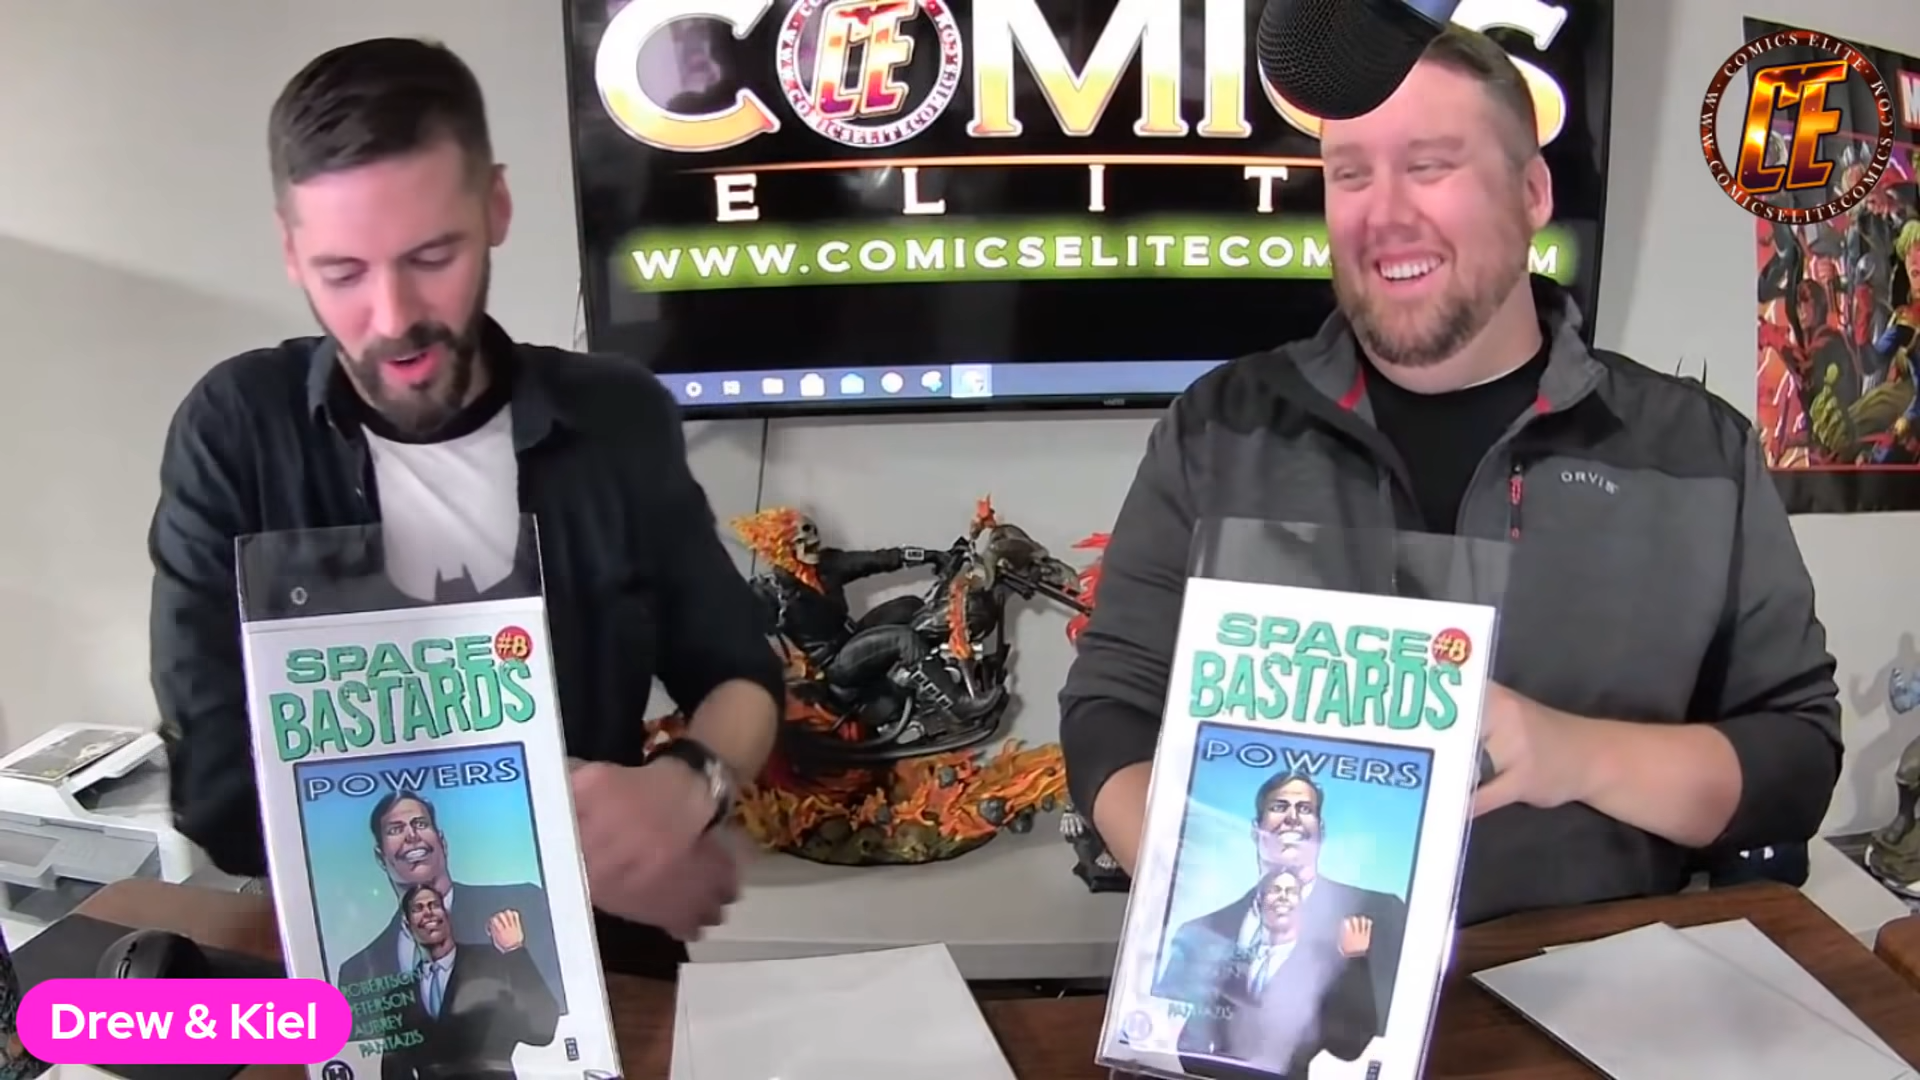 COMICS
ELIT
WWW.COMICSELITECOM
M
COMICS ELITE
CE
WWW.COMICSELITECOMICS.COM
ORVIS
SPACE #8
BASTARDS
POWERS
ROBERTSON
PETERSON
AUBREY
PANTAZIS
H
SPACE #8
BASTARDS
POWERS
PANTAZIS
H
Drew & Kiel